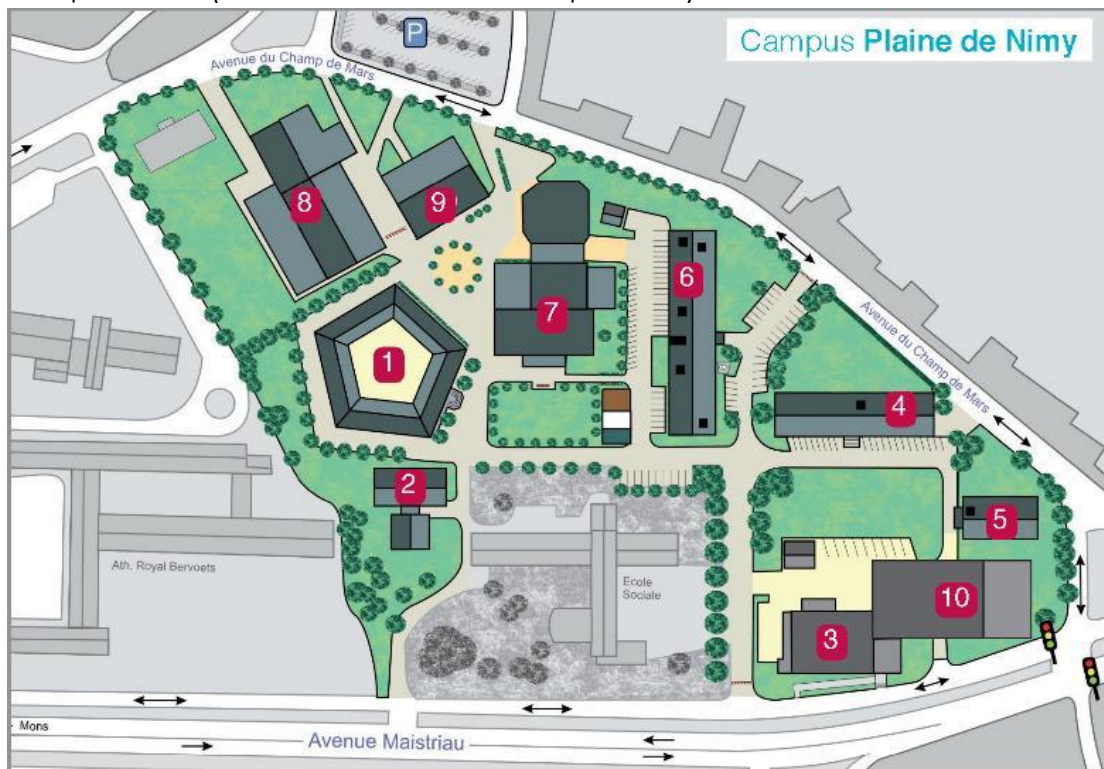 Campus Plaine de Nimy
P
Avenue du Champ de Mars
8
9
6
7
1
Avenue du Champ de Mars
4
2
5
Ath. Royal Bervoets
Ecole
Sociale
10
3
Mons
Avenue Maistriau